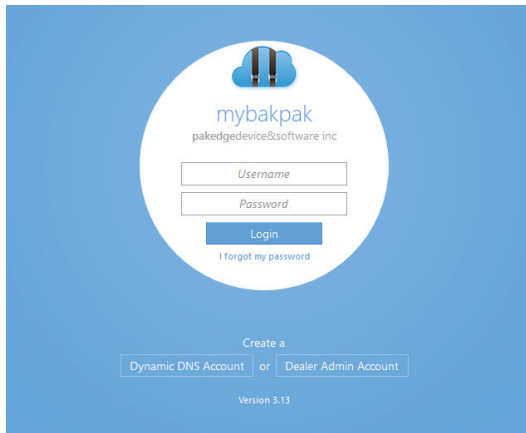 mybakpak
pakedgedevice&software inc
Username
Password
Login
I forgot my password
Create a
Dynamic DNS Account or Dealer Admin Account
Version 3.13